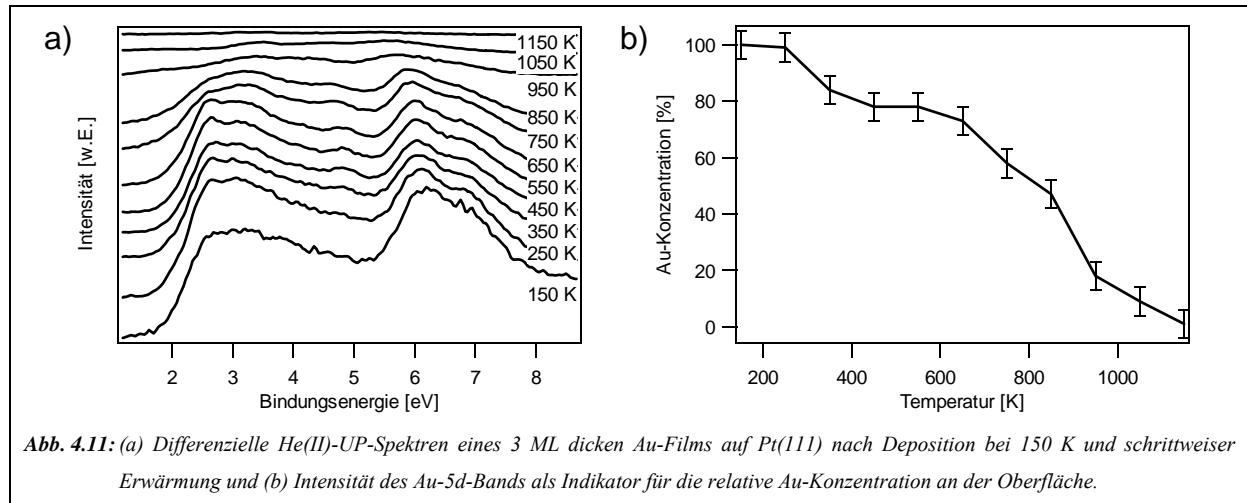 a)
Intensität [w.E.]
1150 K
1050 K
950 K
850 K
750 K
650 K
550 K
450 K
350 K
250 K
150 K
2 3 4 5 6 7 8
Bindungsenergie [eV]
b)
Au-Konzentration [%]
100
80
60
40
20
0
200 400 600 800 1000
Temperatur [K]
Abb. 4.11: (a) Differenzielle He(II)-UP-Spektren eines 3 ML dicken Au-Films auf Pt(111) nach Deposition bei 150 K und schrittweiser
Erwärmung und (b) Intensität des Au-5d-Bands als Indikator für die relative Au-Konzentration an der Oberfläche.